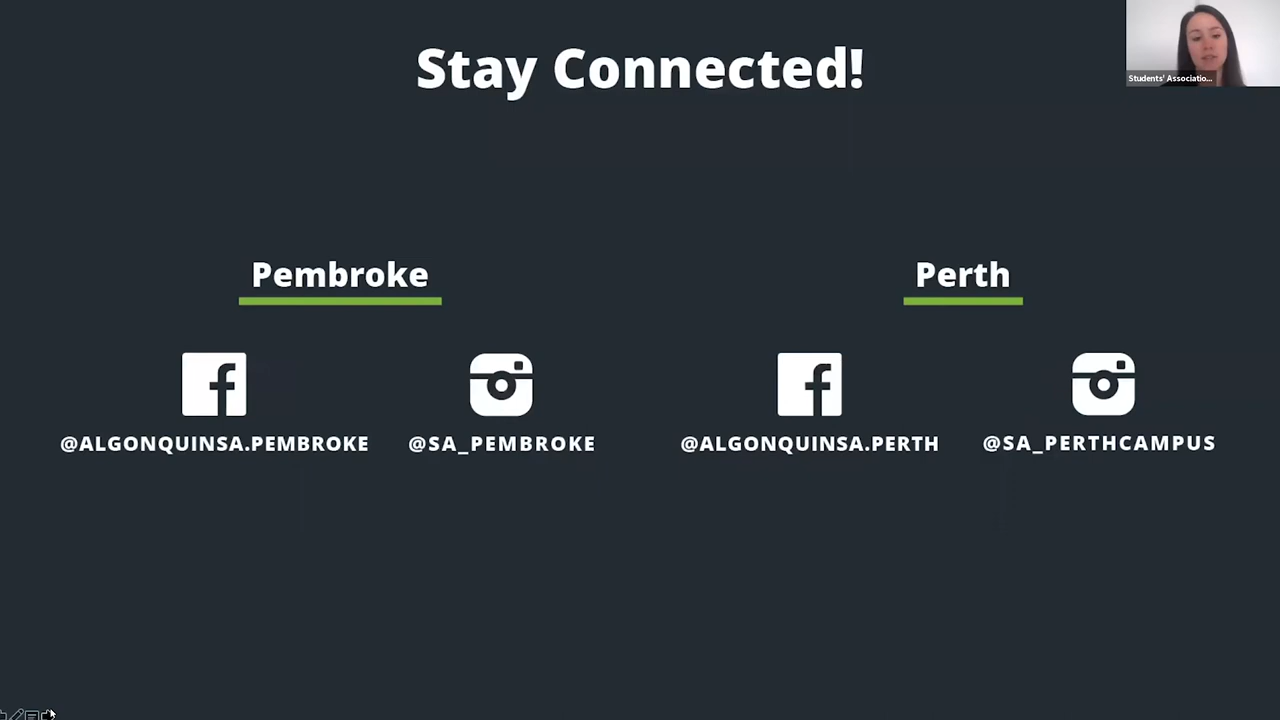 Stay Connected!
Students' Associatio...
Pembroke
Perth
@ALGONQUINSA.PEMBROKE
@SA_PEMBROKE
@ALGONQUINSA.PERTH
@SA_PERTHCAMPUS